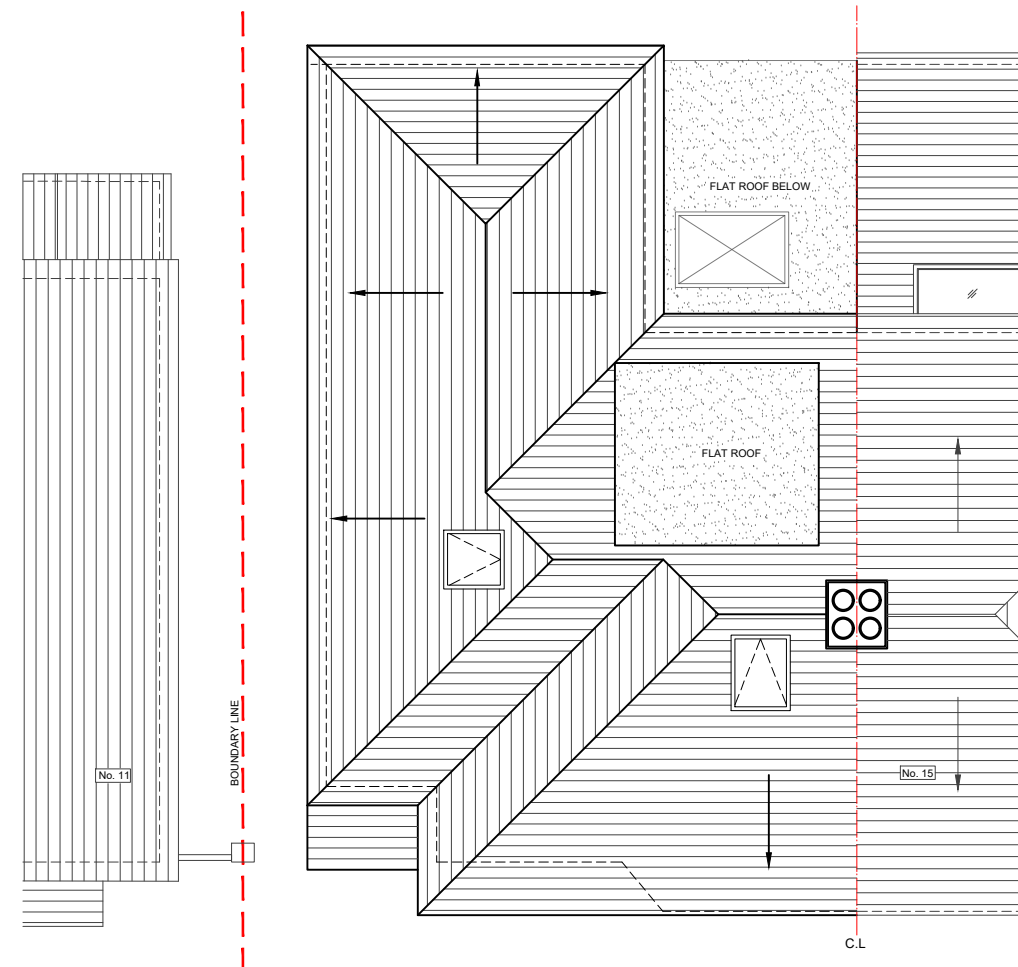 FLAT ROOF BELOW
FLAT ROOF
BOUNDARY LINE
No. 11
No. 15
C.L